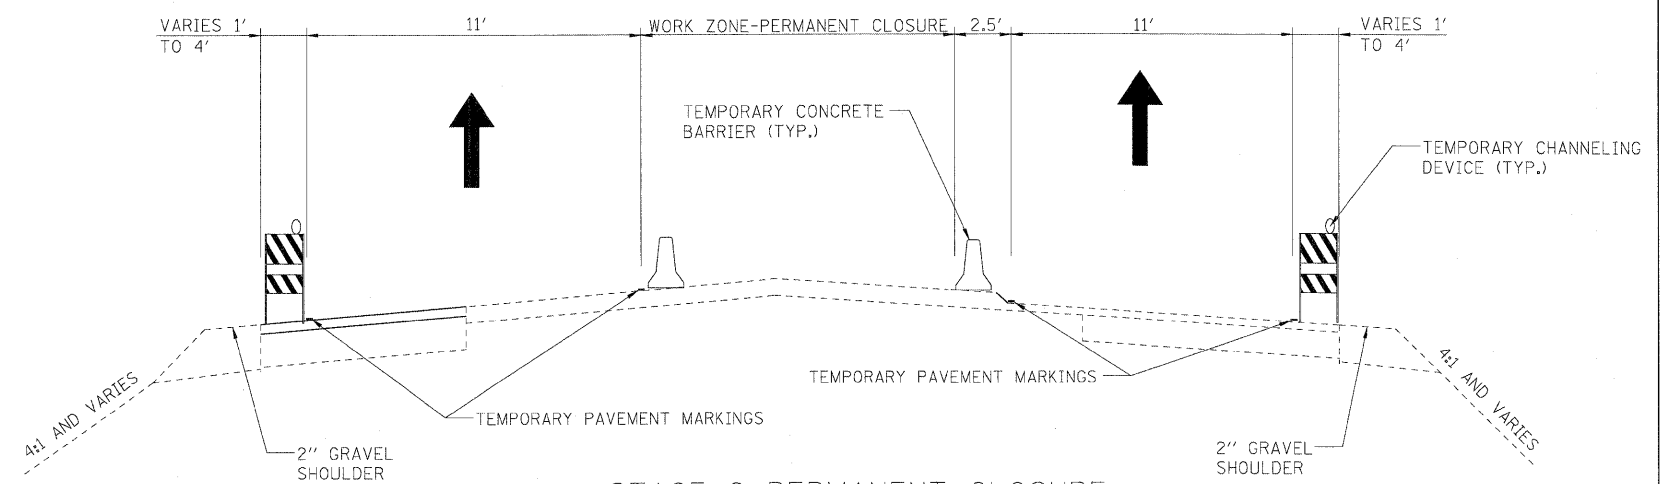 VARIES 1'
TO 4'
11'
WORK ZONE-PERMANENT CLOSURE
2.5'
11'
VARIES 1'
TO 4'
TEMPORARY CONCRETE
BARRIER (TYP.)
TEMPORARY CHANNELING
DEVICE (TYP.)
4:1 AND VARIES
TEMPORARY PAVEMENT MARKINGS
TEMPORARY PAVEMENT MARKINGS
4:1 AND VARIES
2" GRAVEL
SHOULDER
2" GRAVEL
SHOULDER